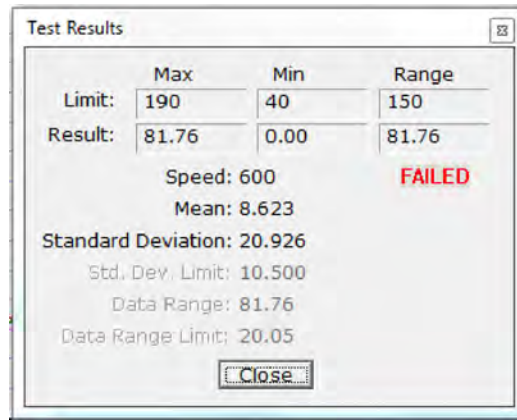 Test Results
Max Min Range
Limit: 190 40 150
Result: 81.76 0.00 81.76
Speed: 600 FAILED
Mean: 8.623
Standard Deviation: 20.926
Std. Dev. Limit: 10.500
Data Range: 81.76
Data Range Limit: 20.05
Close